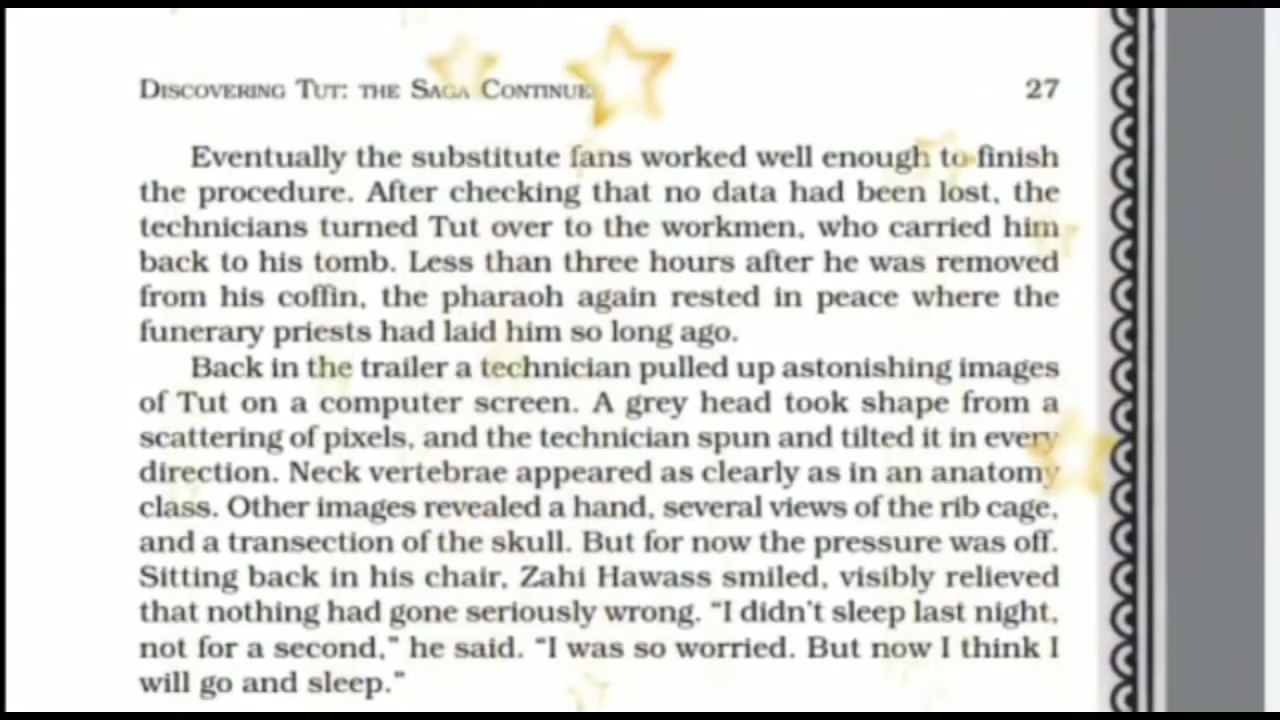 DISCOVERING TUT: THE SAGA CONTINUE
27
Eventually the substitute fans worked well enough to finish
the procedure. After checking that no data had been lost, the
technicians turned Tut over to the workmen, who carried him
back to his tomb. Less than three hours after he was removed
from his coffin, the pharaoh again rested in peace where the
funerary priests had laid him so long ago.
Back in the trailer a technician pulled up astonishing images
of Tut on a computer screen. A grey head took shape from a
scattering of pixels, and the technician spun and tilted it in every
direction. Neck vertebrae appeared as clearly as in an anatomy
class. Other images revealed a hand, several views of the rib cage,
and a transection of the skull. But for now the pressure was off.
Sitting back in his chair, Zahi Hawass smiled, visibly relieved
that nothing had gone seriously wrong. “I didn't sleep last night,
not for a second,” he said. “I was so worried. But now I think I
will go and sleep.”